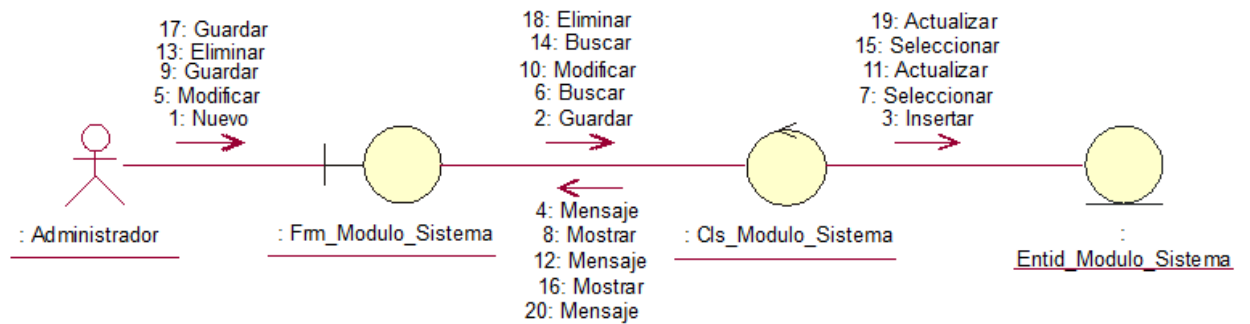 17: Guardar
13: Eliminar
9: Guardar
5: Modificar
1: Nuevo
18: Eliminar
14: Buscar
10: Modificar
6: Buscar
2: Guardar
19: Actualizar
15: Seleccionar
11: Actualizar
7: Seleccionar
3: Insertar
4: Mensaje
8: Mostrar
12: Mensaje
16: Mostrar
20: Mensaje
: Administrador
: Frm_Modulo_Sistema
: Cls_Modulo_Sistema
:
Entid_Modulo_Sistema